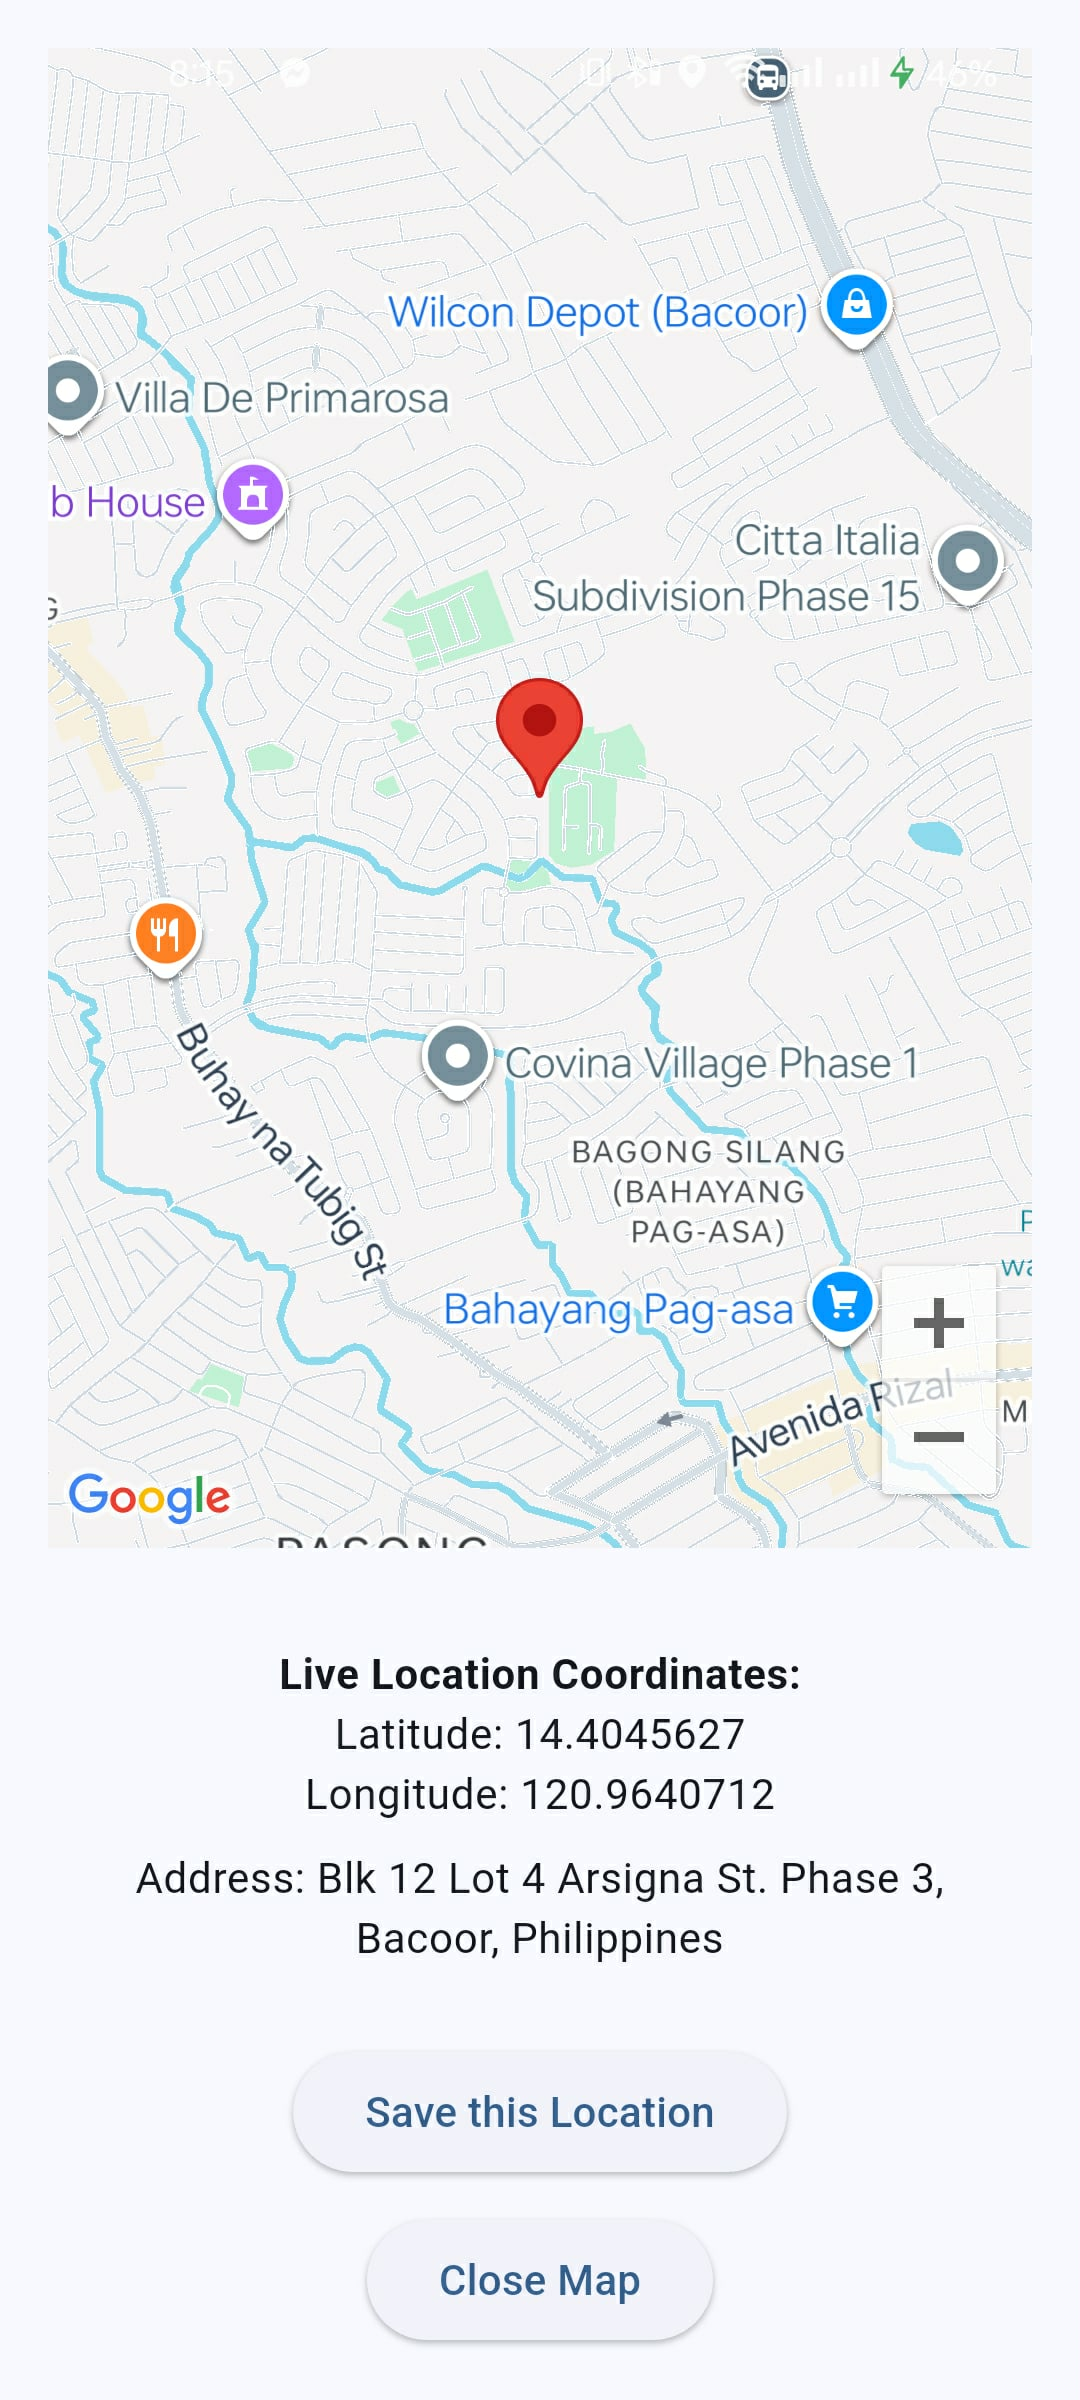 8:15
46%
Wilcon Depot (Bacoor)
Villa De Primarosa
b House
Citta Italia
Subdivision Phase 15
G
Buhay na Tubig St
Covina Village Phase 1
BAGONG SILANG
(BAHAYANG
PAG-ASA)
P
wa
Bahayang Pag-asa
+
Avenida Rizal
M
−
Google
PASONG
Live Location Coordinates:
Latitude: 14.4045627
Longitude: 120.9640712
Address: Blk 12 Lot 4 Arsigna St. Phase 3,
Bacoor, Philippines
Save this Location
Close Map